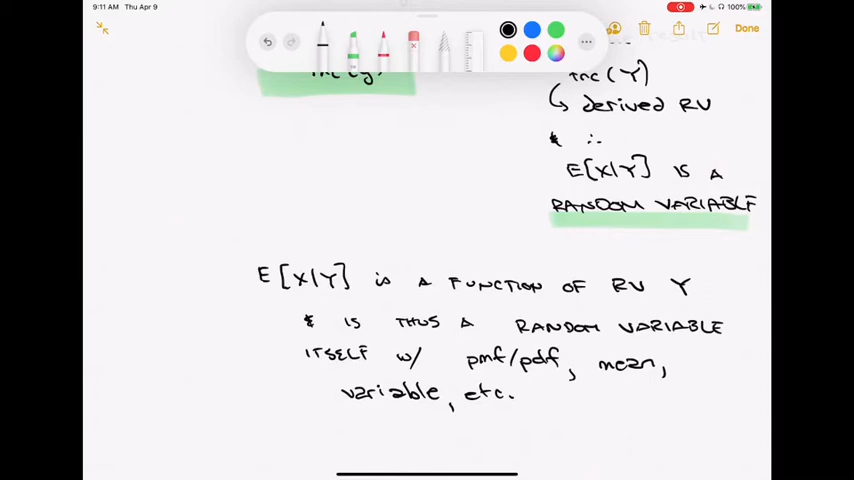 9:11 AM Thu Apr 9
100%
Done
fnc(Y)
↳ derived RV
& ∴
E[X|Y] IS A
RANDOM VARIABLE
E[X|Y] is A FUNCTION OF RV Y
& IS THUS A RANDOM VARIABLE
ITSELF w/ pmf/pdf, mean,
variable, etc.